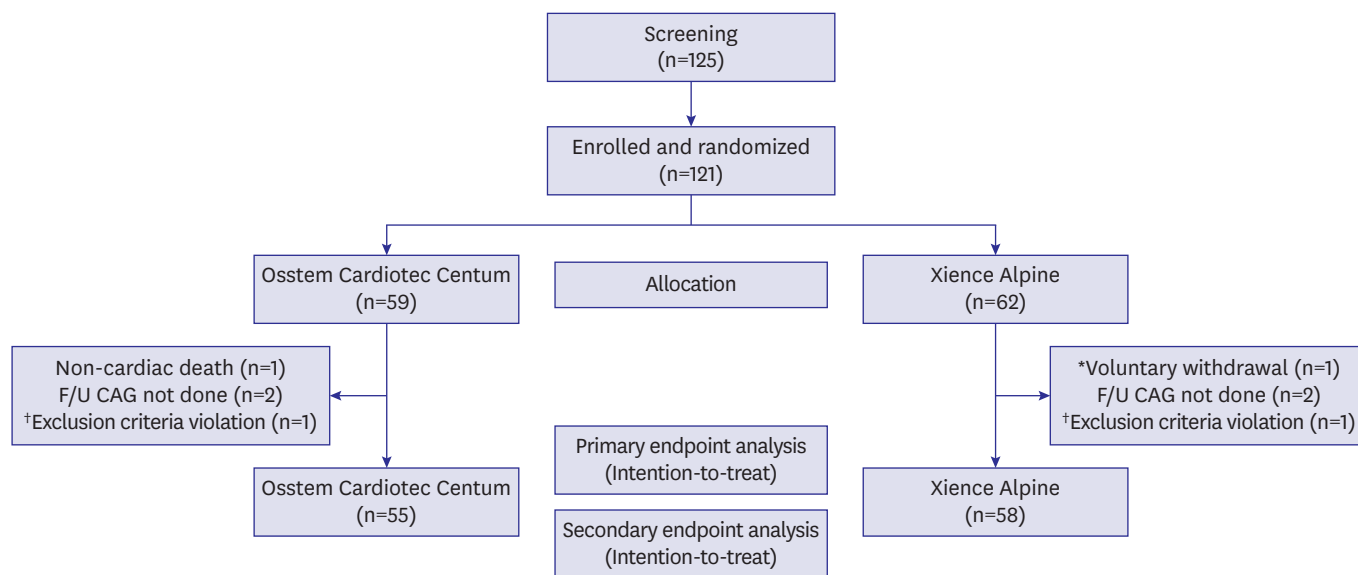 Screening
(n=125)
Enrolled and randomized
(n=121)
Osstem Cardiotec Centum
(n=59)
Allocation
Xience Alpine
(n=62)
Non-cardiac death (n=1)
F/U CAG not done (n=2)
†Exclusion criteria violation (n=1)
*Voluntary withdrawal (n=1)
F/U CAG not done (n=2)
†Exclusion criteria violation (n=1)
Primary endpoint analysis
(Intention-to-treat)
Osstem Cardiotec Centum
(n=55)
Xience Alpine
(n=58)
Secondary endpoint analysis
(Intention-to-treat)